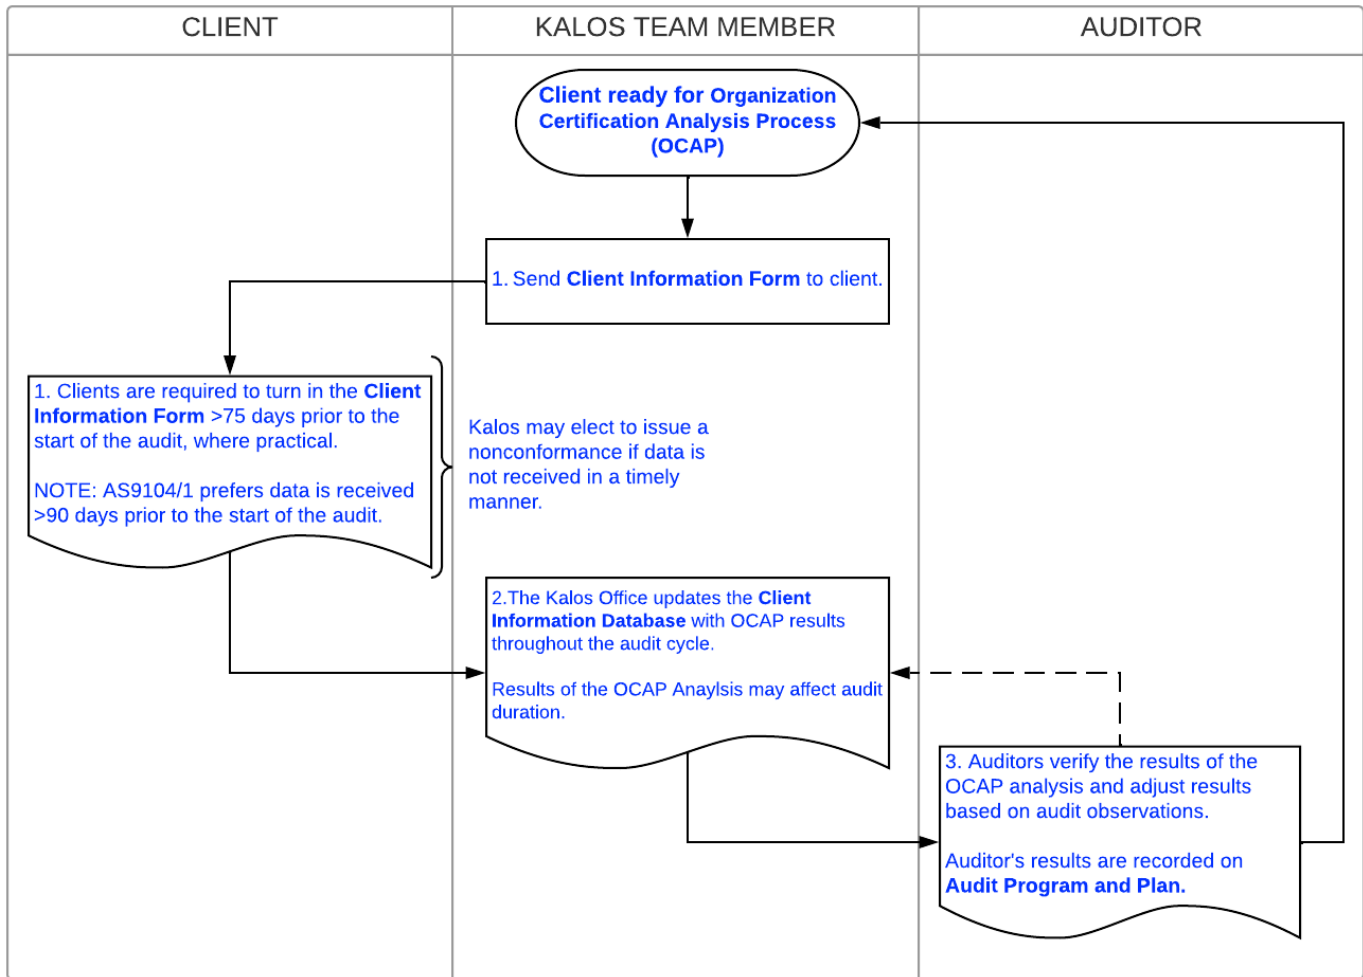 CLIENT
KALOS TEAM MEMBER
AUDITOR
Client ready for Organization
Certification Analysis Process
(OCAP)
1. Send Client Information Form to client.
1. Clients are required to turn in the Client
Information Form >75 days prior to the
start of the audit, where practical.
NOTE: AS9104/1 prefers data is received
>90 days prior to the start of the audit.
Kalos may elect to issue a
nonconformance if data is
not received in a timely
manner.
2.The Kalos Office updates the Client
Information Database with OCAP results
throughout the audit cycle.
Results of the OCAP Anaylsis may affect audit
duration.
3. Auditors verify the results of the
OCAP analysis and adjust results
based on audit observations.
Auditor's results are recorded on
Audit Program and Plan.